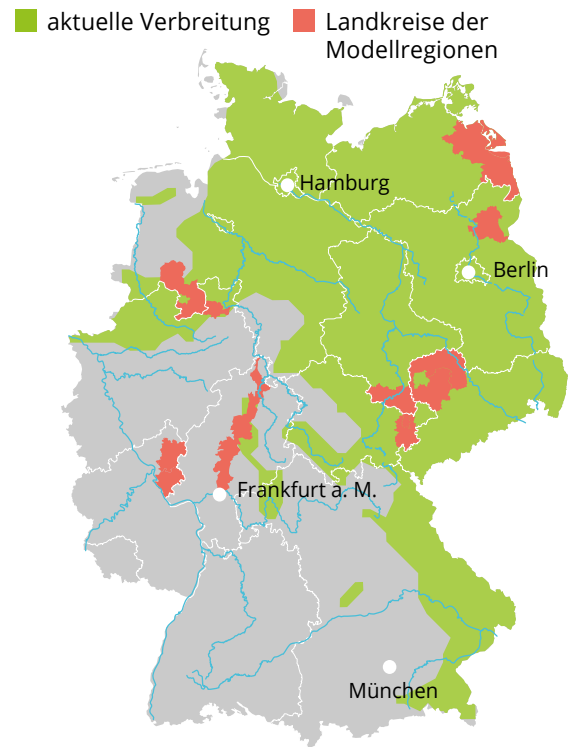 aktuelle Verbreitung
Landkreise der
Modellregionen
Hamburg
Berlin
Frankfurt a. M.
München